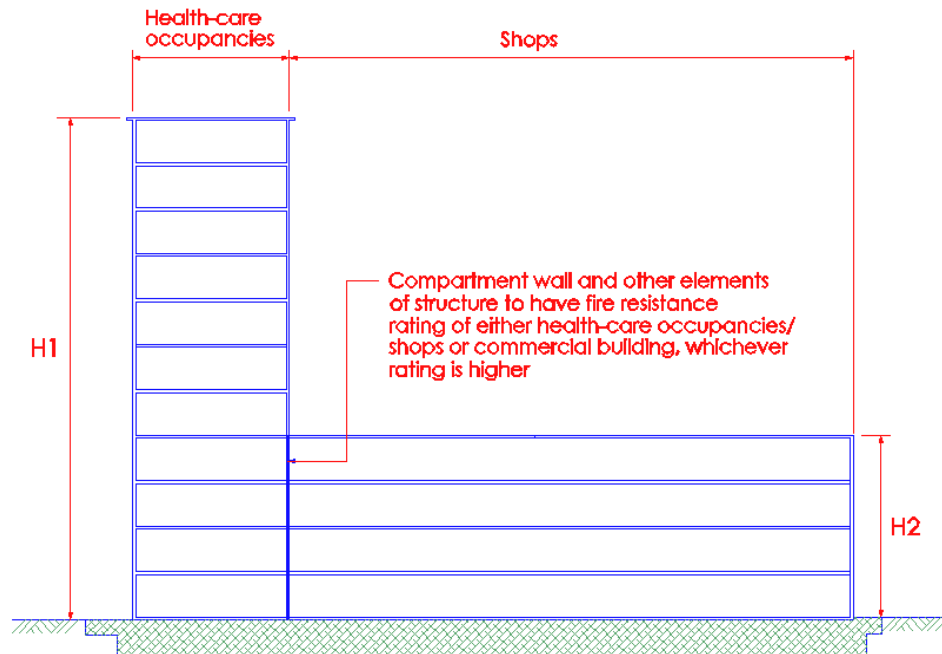 Health-care
occupancies
Shops
Compartment wall and other elements
of structure to have fire resistance
rating of either health-care occupancies/
shops or commercial building, whichever
rating is higher
H1
H2